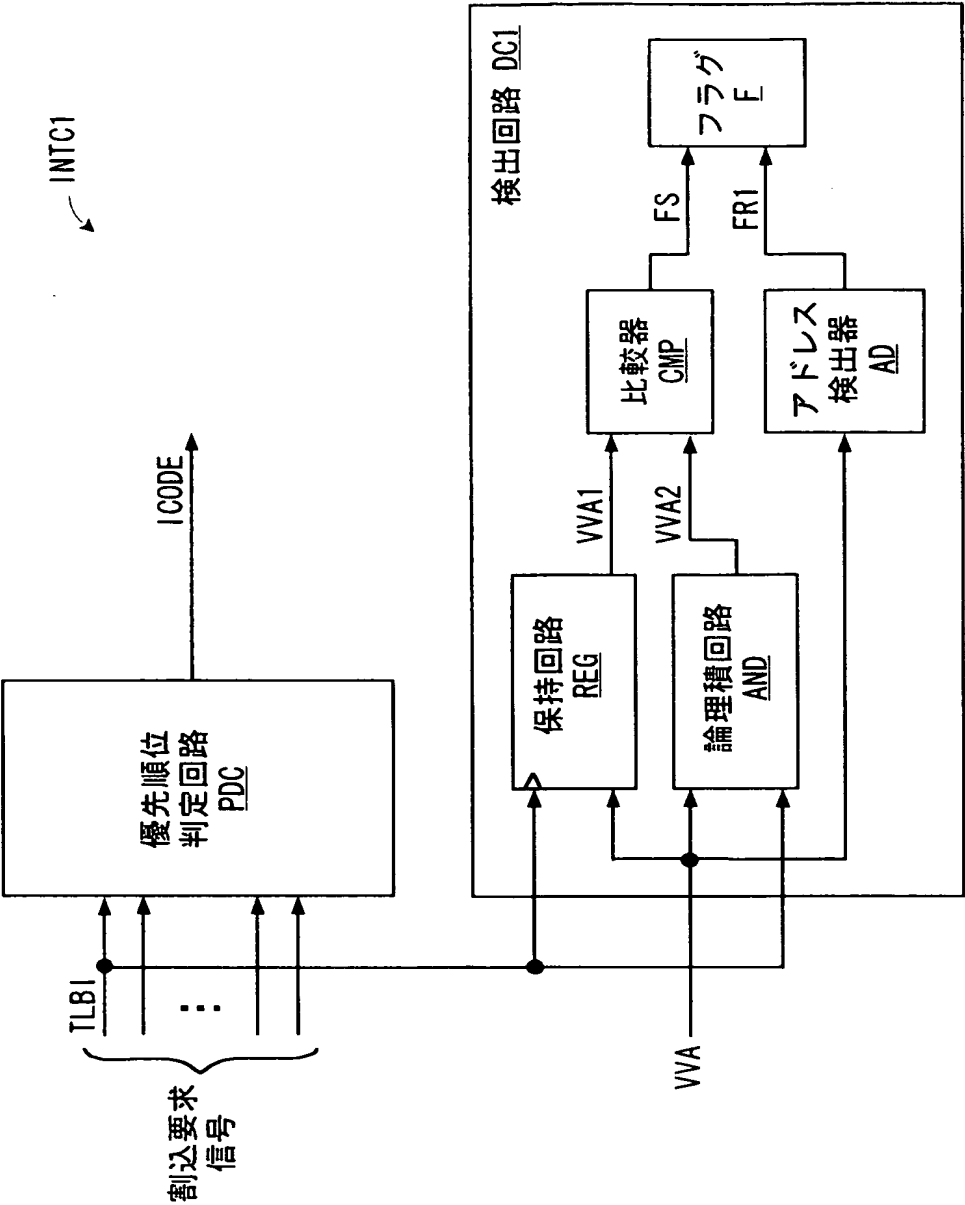 INTC1
優先順位
判定回路
PDC
ICODE
TLBI
⋮
割込要求
信号
検出回路 DC1
保持回路
REG
論理積回路
AND
VVA
VVA1
VVA2
比較器
CMP
アドレス
検出器
AD
FS
FR1
フラグ
F